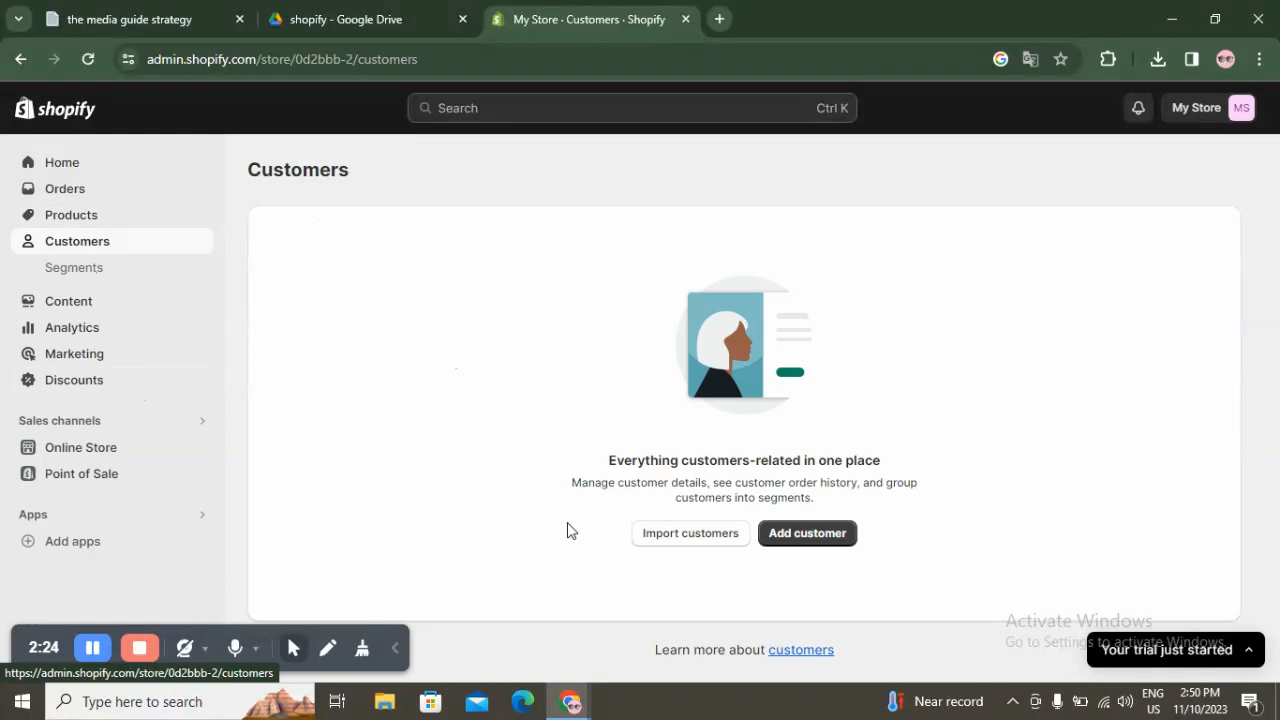 the media guide strategy
shopify - Google Drive
My Store · Customers · Shopify
admin.shopify.com/store/0d2bbb-2/customers
shopify
Search
Ctrl K
My Store
MS
Home
Orders
Products
Customers
Segments
Content
Analytics
Marketing
Discounts
Sales channels
Online Store
Point of Sale
Apps
Add apps
Customers
Everything customers-related in one place
Manage customer details, see customer order history, and group
customers into segments.
Import customers
Add customer
Learn more about customers
Activate Windows
Go to Settings to activate Windows.
Your trial just started
2:24
https://admin.shopify.com/store/0d2bbb-2/customers
Type here to search
Near record
ENG
US
2:50 PM
11/10/2023
1